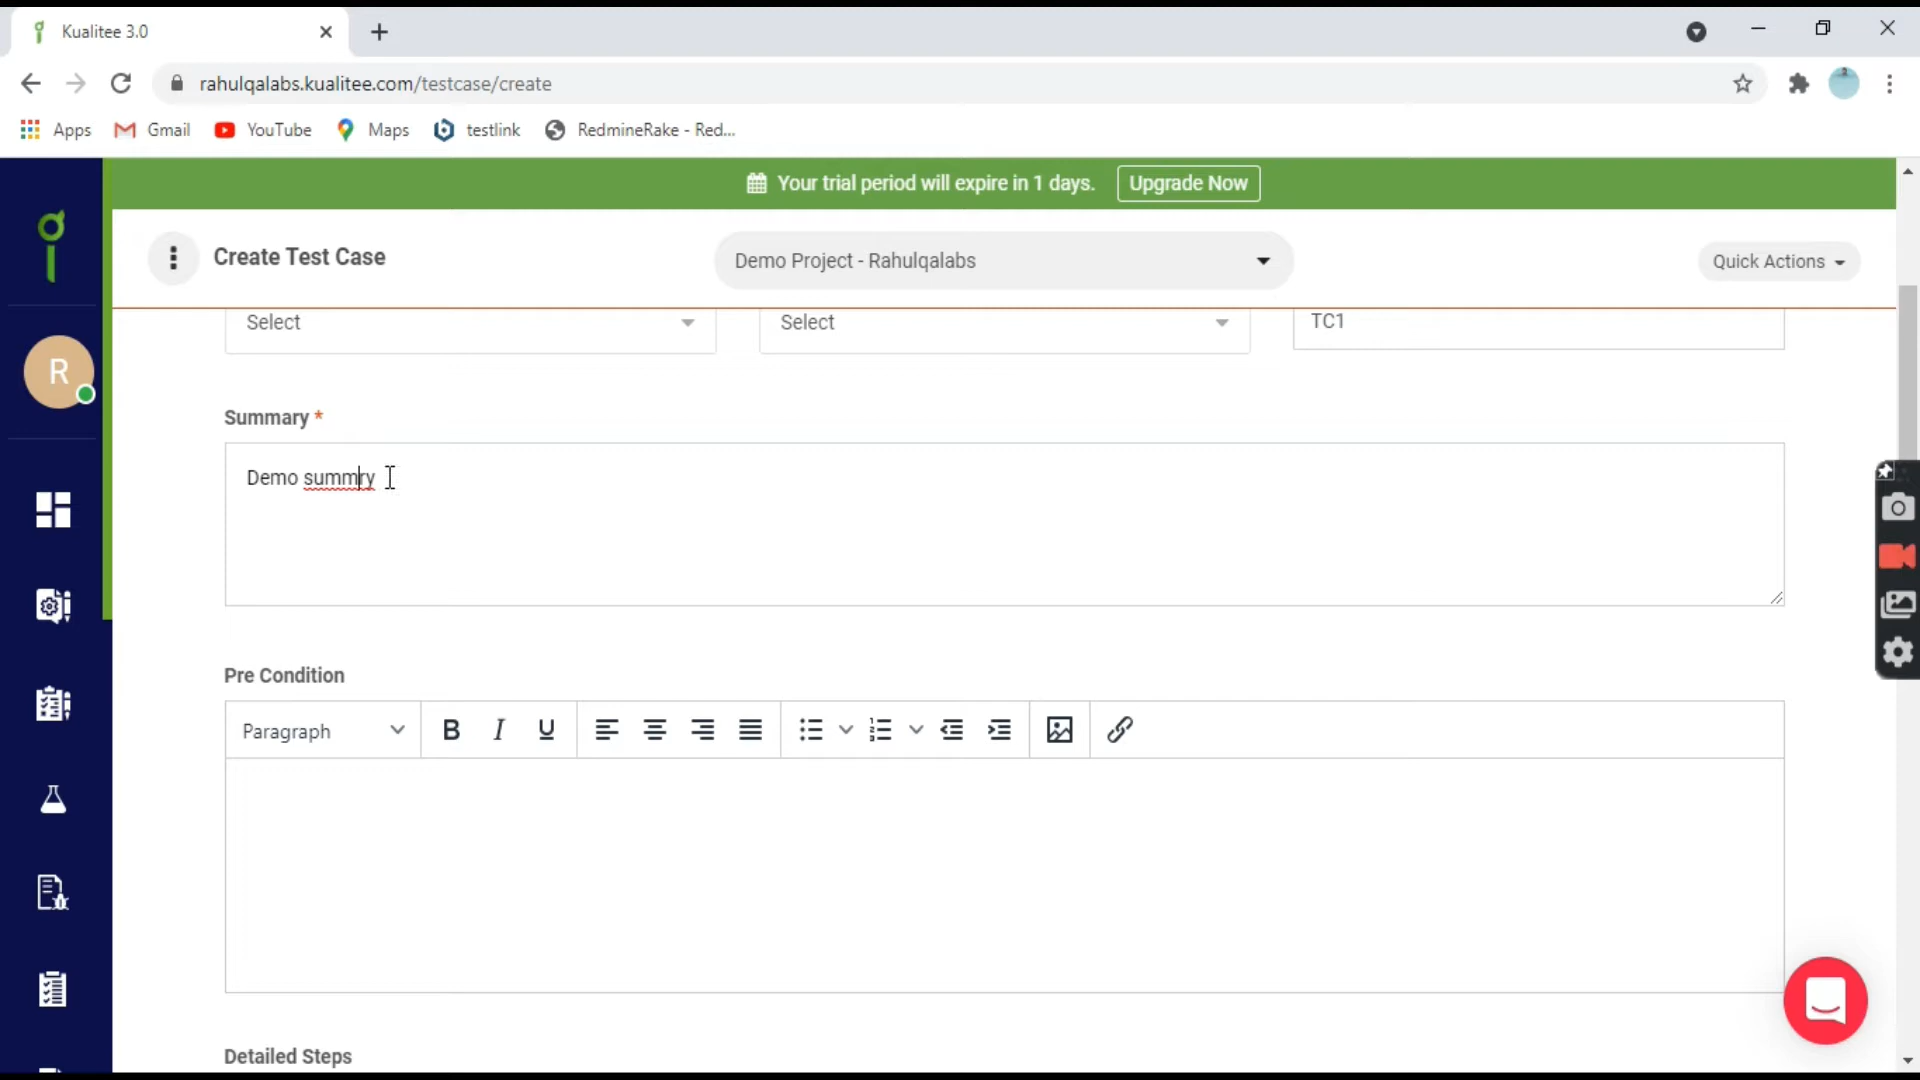 Kualitee 3.0
rahulqalabs.kualitee.com/testcase/create
Apps Gmail YouTube Maps testlink RedmineRake - Red...
Your trial period will expire in 1 days. Upgrade Now
Create Test Case Demo Project - Rahulqalabs Quick Actions
R
Select Select TC1
Summary *
Demo summry
Pre Condition
Paragraph B I U
Detailed Steps